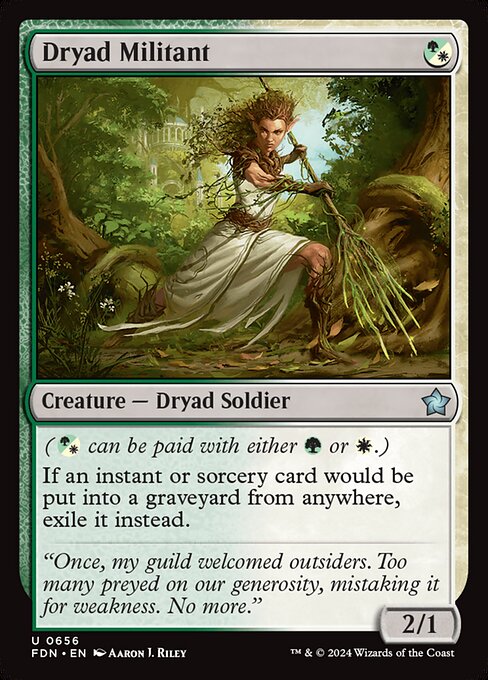 Dryad Militant
Creature — Dryad Soldier
( can be paid with either or .)
If an instant or sorcery card would be
put into a graveyard from anywhere,
exile it instead.
“Once, my guild welcomed outsiders. Too
many preyed on our generosity, mistaking it
for weakness. No more.”
2/1
U 0656
FDN • EN Aaron J. Riley
™ & © 2024 Wizards of the Coast